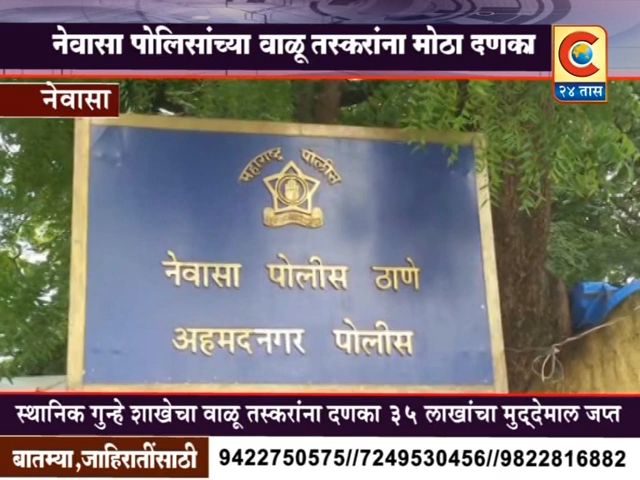 नेवासा पोलिसांच्या वाळू तस्करांना मोठा दणका
C
२४ तास
नेवासा
महाराष्ट्र पोलीस
नेवासा पोलीस ठाणे
अहमदनगर पोलीस
स्थानिक गुन्हे शाखेचा वाळू तस्करांना दणका ३५ लाखांचा मुद्देमाल जप्त
बातम्या,जाहिरातींसाठी 9422750575//7249530456//9822816882